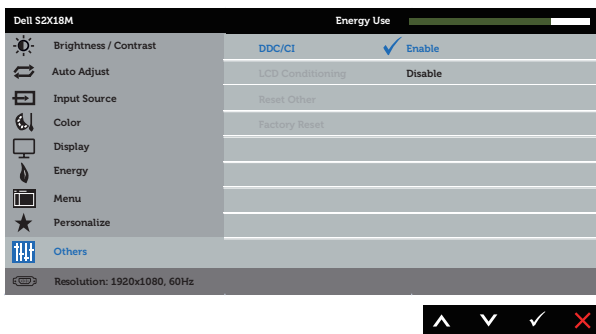 Dell S2X18M Energy Use
Brightness / Contrast DDC/CI Enable
Auto Adjust LCD Conditioning Disable
Input Source Reset Other
Color Factory Reset
Display
Energy
Menu
Personalize
Others
Resolution: 1920x1080, 60Hz